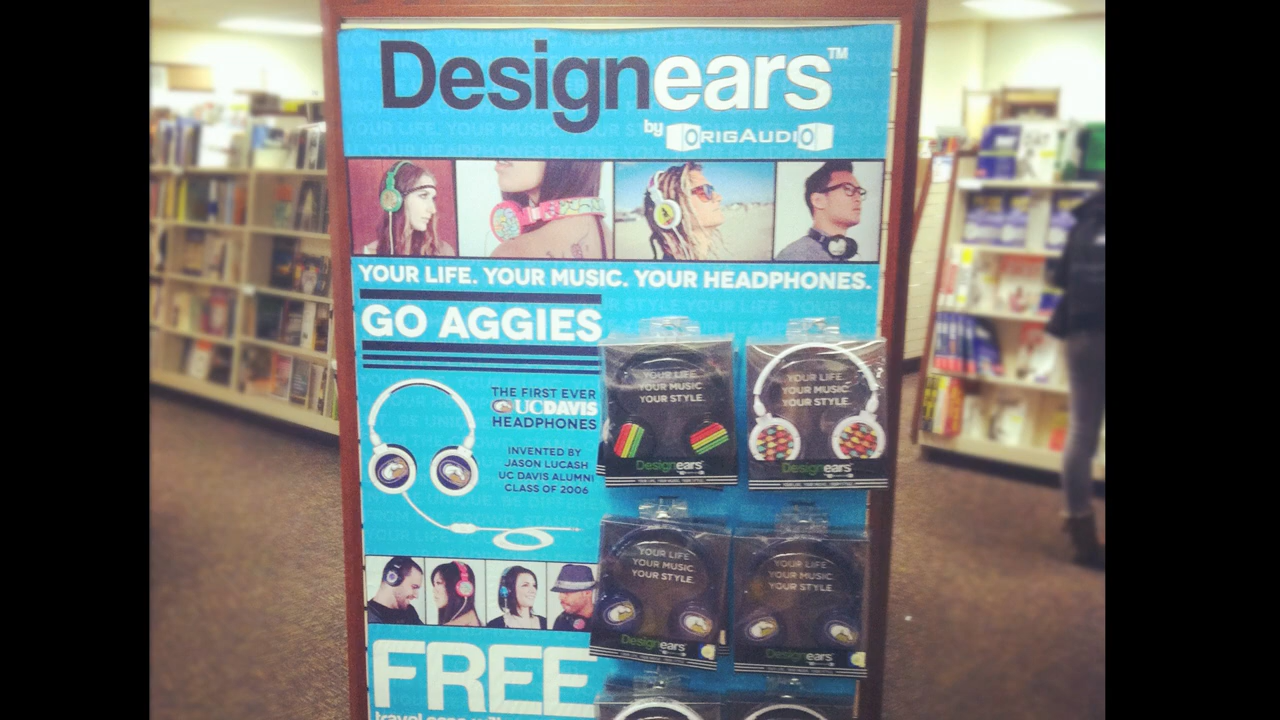 Designears™
by ORIGAUDIO
YOUR LIFE. YOUR MUSIC. YOUR HEADPHONES.
GO AGGIES
THE FIRST EVER
UCDAVIS
HEADPHONES
INVENTED BY
JASON LUCASH
UC DAVIS ALUMNI
CLASS OF 2006
FREE
YOUR LIFE.
YOUR MUSIC.
YOUR STYLE.
Designears
YOUR LIFE.
YOUR MUSIC.
YOUR STYLE.
Designears
YOUR LIFE.
YOUR MUSIC.
YOUR STYLE.
Designears
YOUR LIFE.
YOUR MUSIC.
YOUR STYLE.
Designears